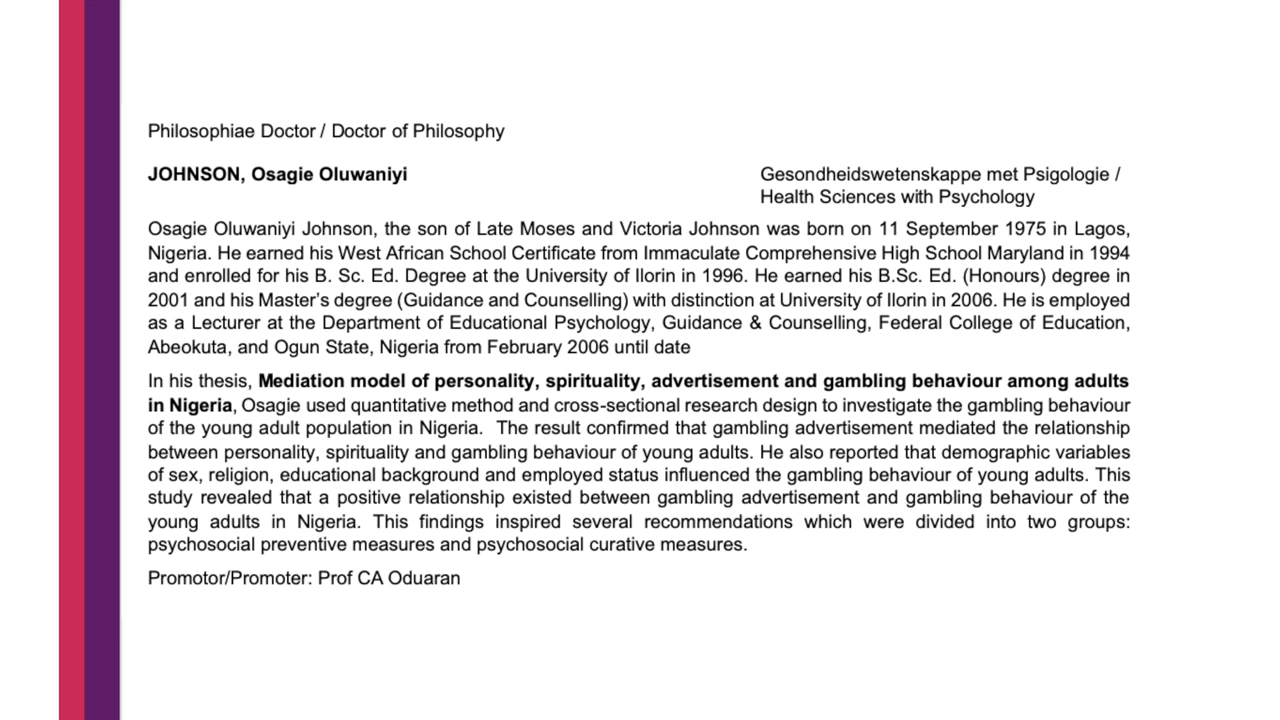 Philosophiae Doctor / Doctor of Philosophy
JOHNSON, Osagie Oluwaniyi
Gesondheidswetenskappe met Psigologie /
Health Sciences with Psychology
Osagie Oluwaniyi Johnson, the son of Late Moses and Victoria Johnson was born on 11 September 1975 in Lagos,
Nigeria. He earned his West African School Certificate from Immaculate Comprehensive High School Maryland in 1994
and enrolled for his B. Sc. Ed. Degree at the University of Ilorin in 1996. He earned his B.Sc. Ed. (Honours) degree in
2001 and his Master's degree (Guidance and Counselling) with distinction at University of Ilorin in 2006. He is employed
as a Lecturer at the Department of Educational Psychology, Guidance & Counselling, Federal College of Education,
Abeokuta, and Ogun State, Nigeria from February 2006 until date
In his thesis, Mediation model of personality, spirituality, advertisement and gambling behaviour among adults
in Nigeria, Osagie used quantitative method and cross-sectional research design to investigate the gambling behaviour
of the young adult population in Nigeria. The result confirmed that gambling advertisement mediated the relationship
between personality, spirituality and gambling behaviour of young adults. He also reported that demographic variables
of sex, religion, educational background and employed status influenced the gambling behaviour of young adults. This
study revealed that a positive relationship existed between gambling advertisement and gambling behaviour of the
young adults in Nigeria. This findings inspired several recommendations which were divided into two groups:
psychosocial preventive measures and psychosocial curative measures.
Promotor/Promoter: Prof CA Oduaran